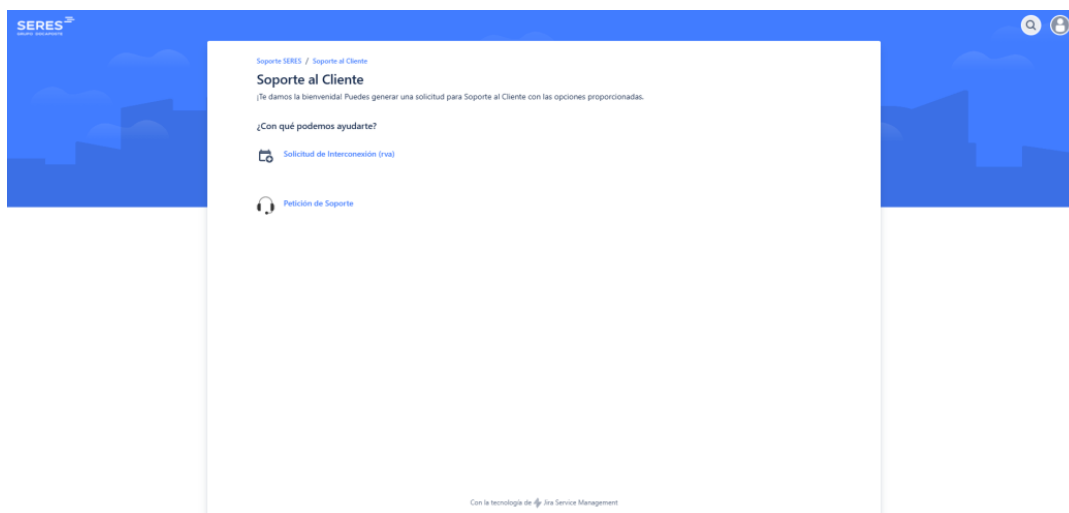 SERES
GRUPO DOCAPOSTE
Soporte SERES / Soporte al Cliente
Soporte al Cliente
¡Te damos la bienvenida! Puedes generar una solicitud para Soporte al Cliente con las opciones proporcionadas.
¿Con qué podemos ayudarte?
Solicitud de Interconexión (rva)
Petición de Soporte
Con la tecnología de Jira Service Management